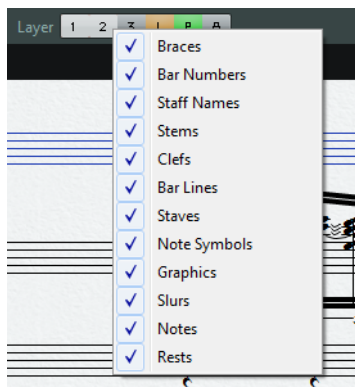 Layer 1 2 3 L P A
Braces
Bar Numbers
Staff Names
Stems
Clefs
Bar Lines
Staves
Note Symbols
Graphics
Slurs
Notes
Rests